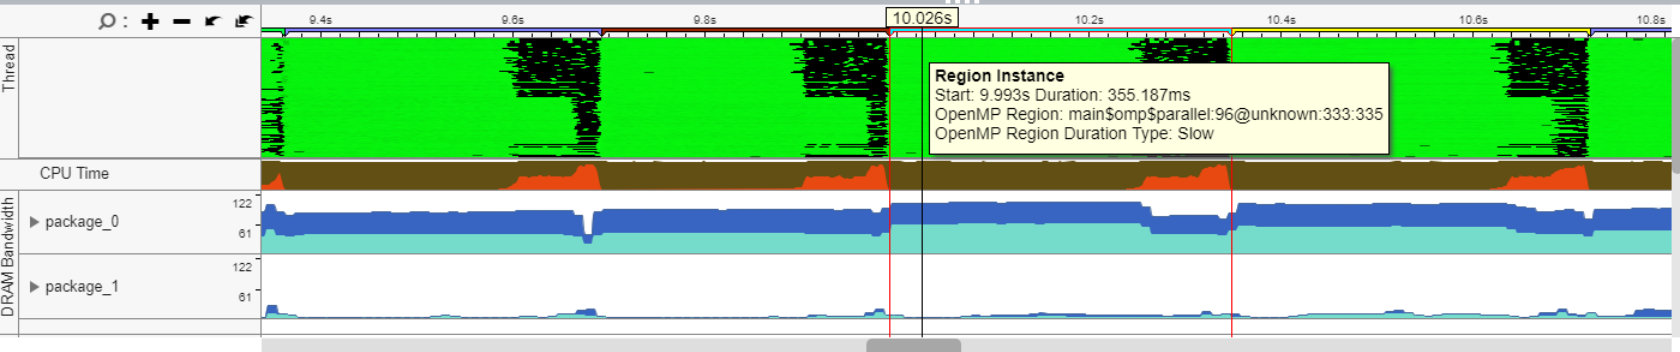 9.4s 9.6s 9.8s 10.026s 10.2s 10.4s 10.6s 10.8s
Thread
Region Instance
Start: 9.993s Duration: 355.187ms
OpenMP Region: main$omp$parallel:96@unknown:333:335
OpenMP Region Duration Type: Slow
CPU Time
DRAM Bandwidth
package_0
122
61
package_1
122
61